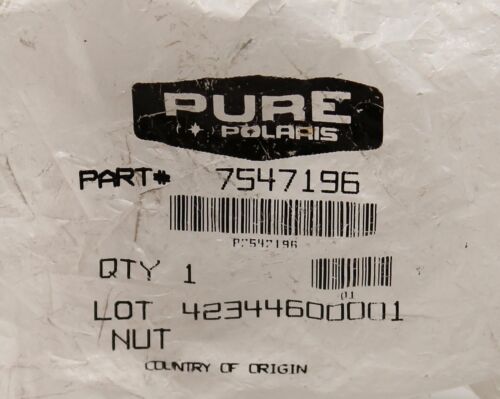 PURE
POLARIS
PART# 7547196
P7547196
QTY 1
01
LOT 42344600001
NUT
COUNTRY OF ORIGIN